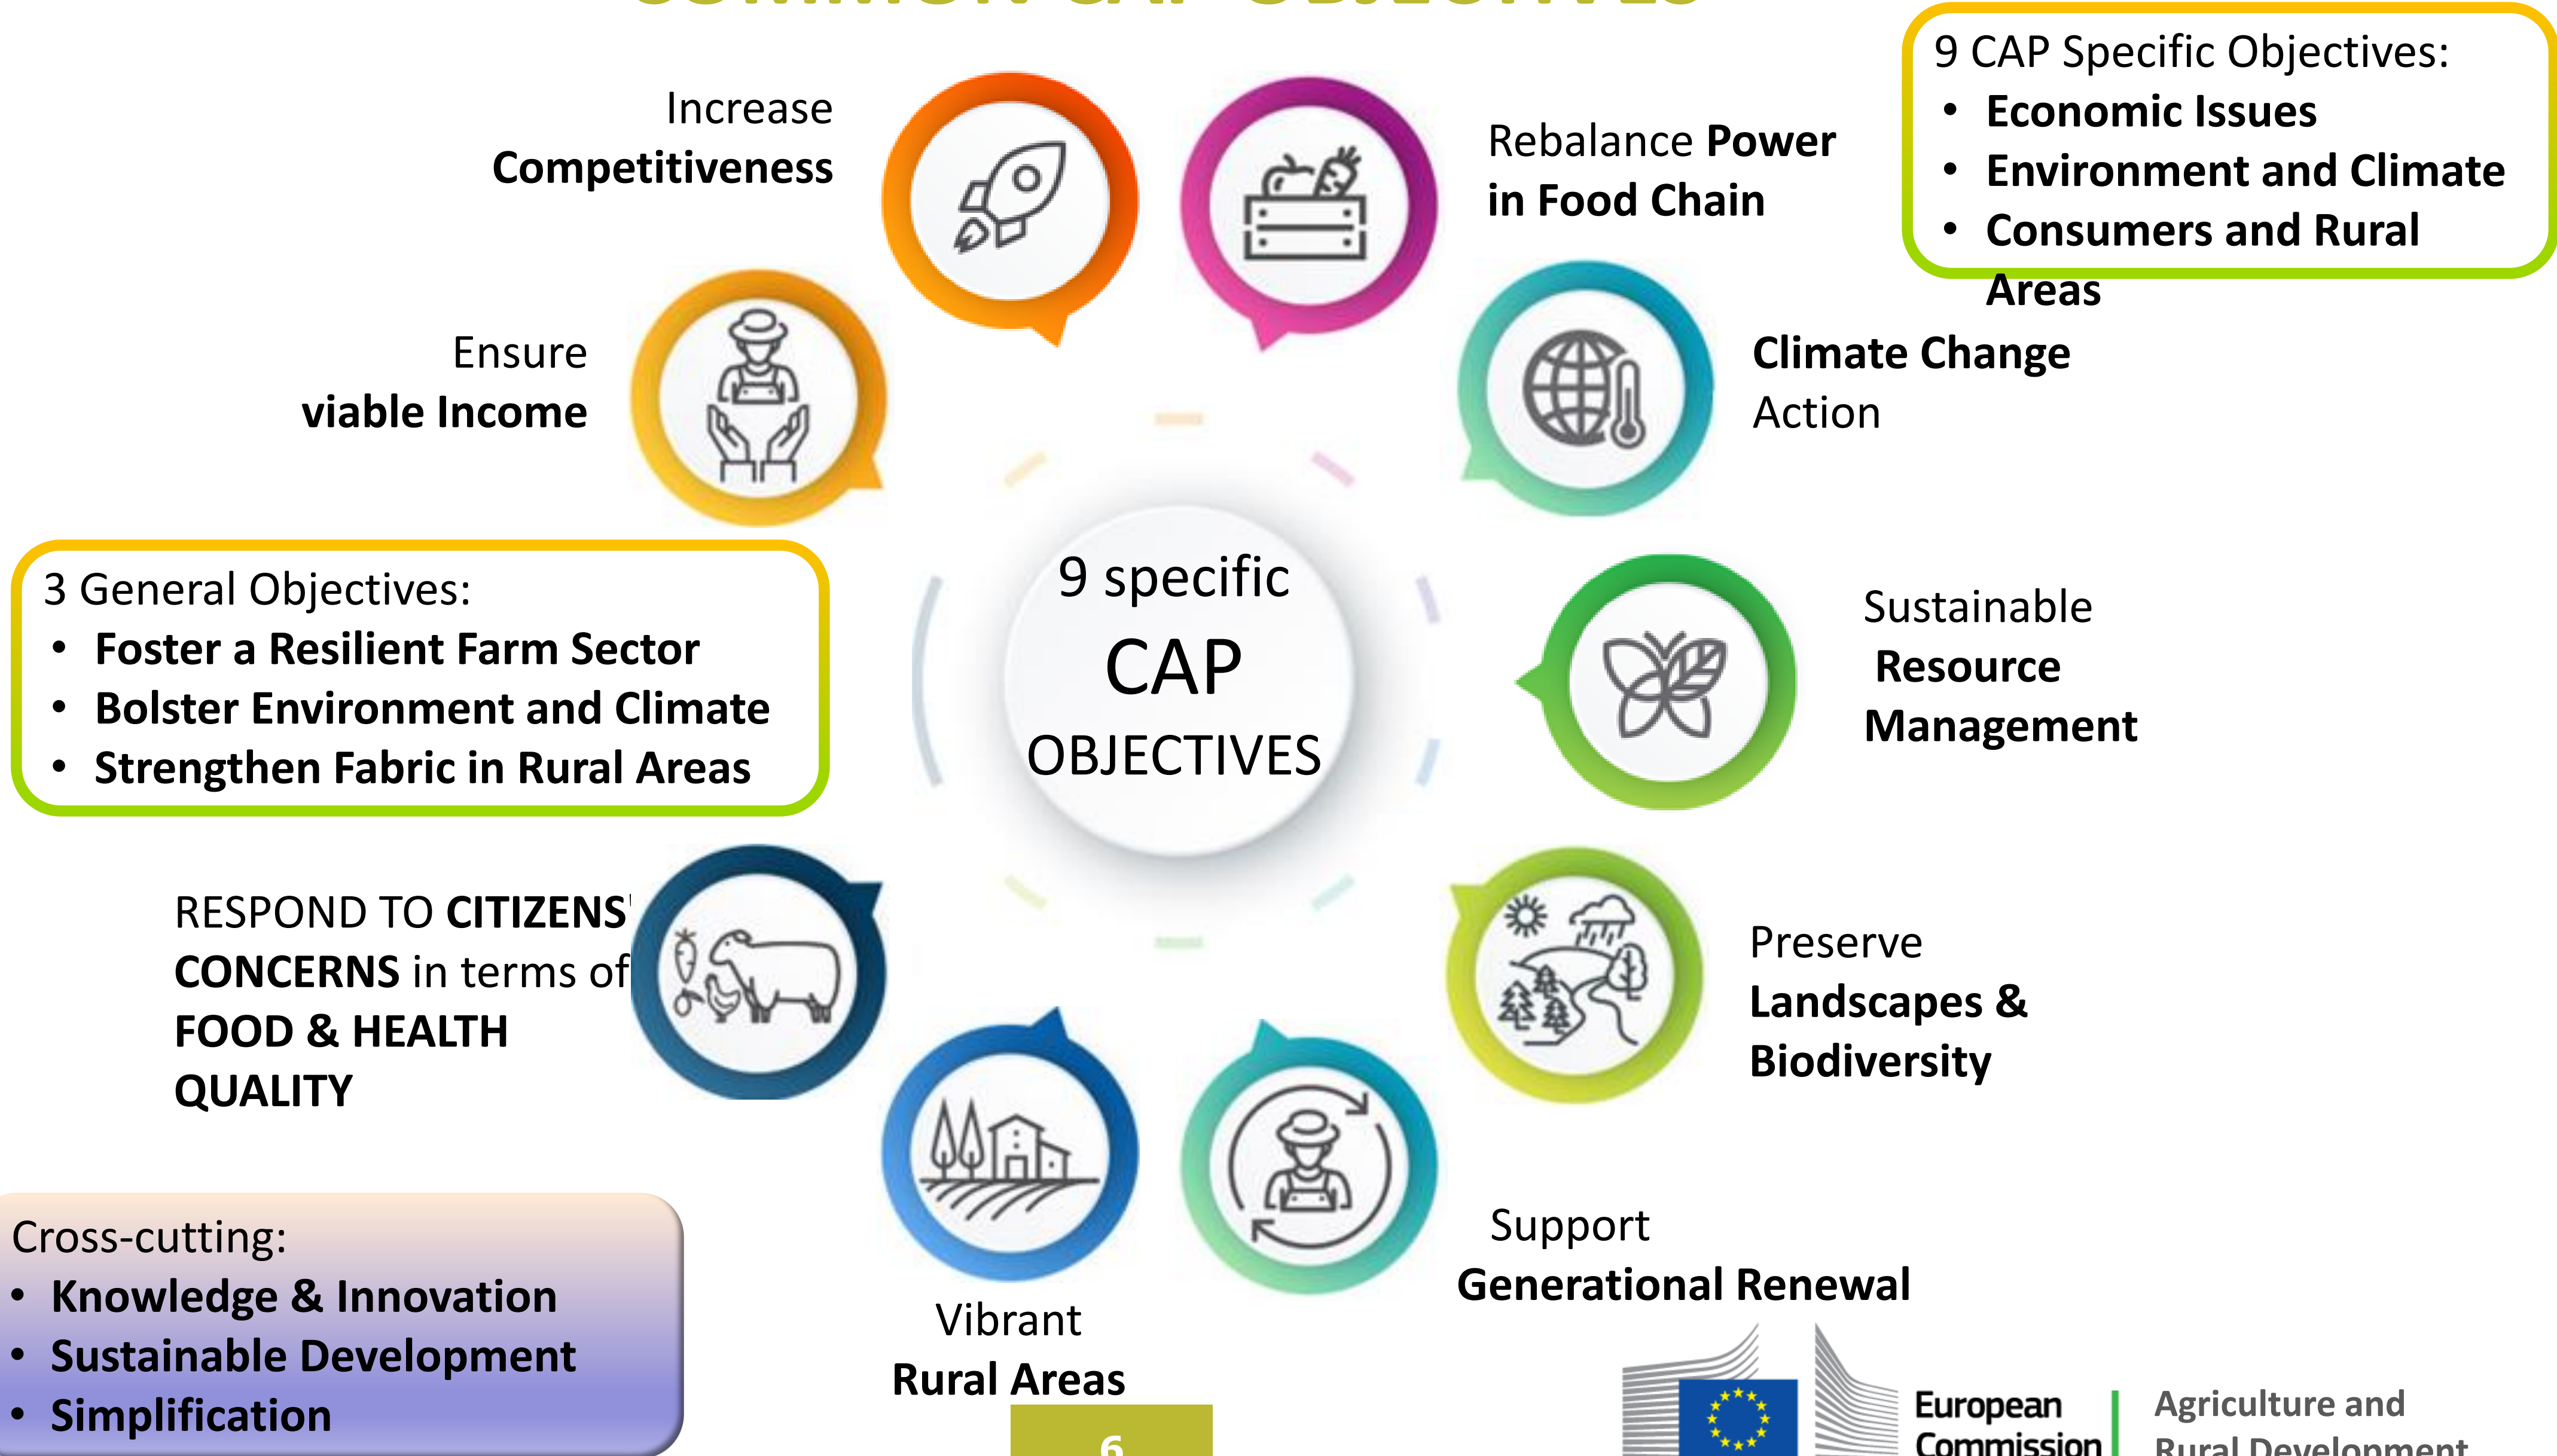 COMMON CAP OBJECTIVES
9 CAP Specific Objectives:
• Economic Issues
• Environment and Climate
• Consumers and Rural
Areas
Increase
Competitiveness
Rebalance Power
in Food Chain
Ensure
viable Income
Climate Change
Action
3 General Objectives:
• Foster a Resilient Farm Sector
• Bolster Environment and Climate
• Strengthen Fabric in Rural Areas
9 specific
CAP
OBJECTIVES
Sustainable
Resource
Management
RESPOND TO CITIZENS'
CONCERNS in terms of
FOOD & HEALTH
QUALITY
Preserve
Landscapes &
Biodiversity
Cross-cutting:
• Knowledge & Innovation
• Sustainable Development
• Simplification
Vibrant
Rural Areas
Support
Generational Renewal
6
European
Commission
Agriculture and
Rural Development